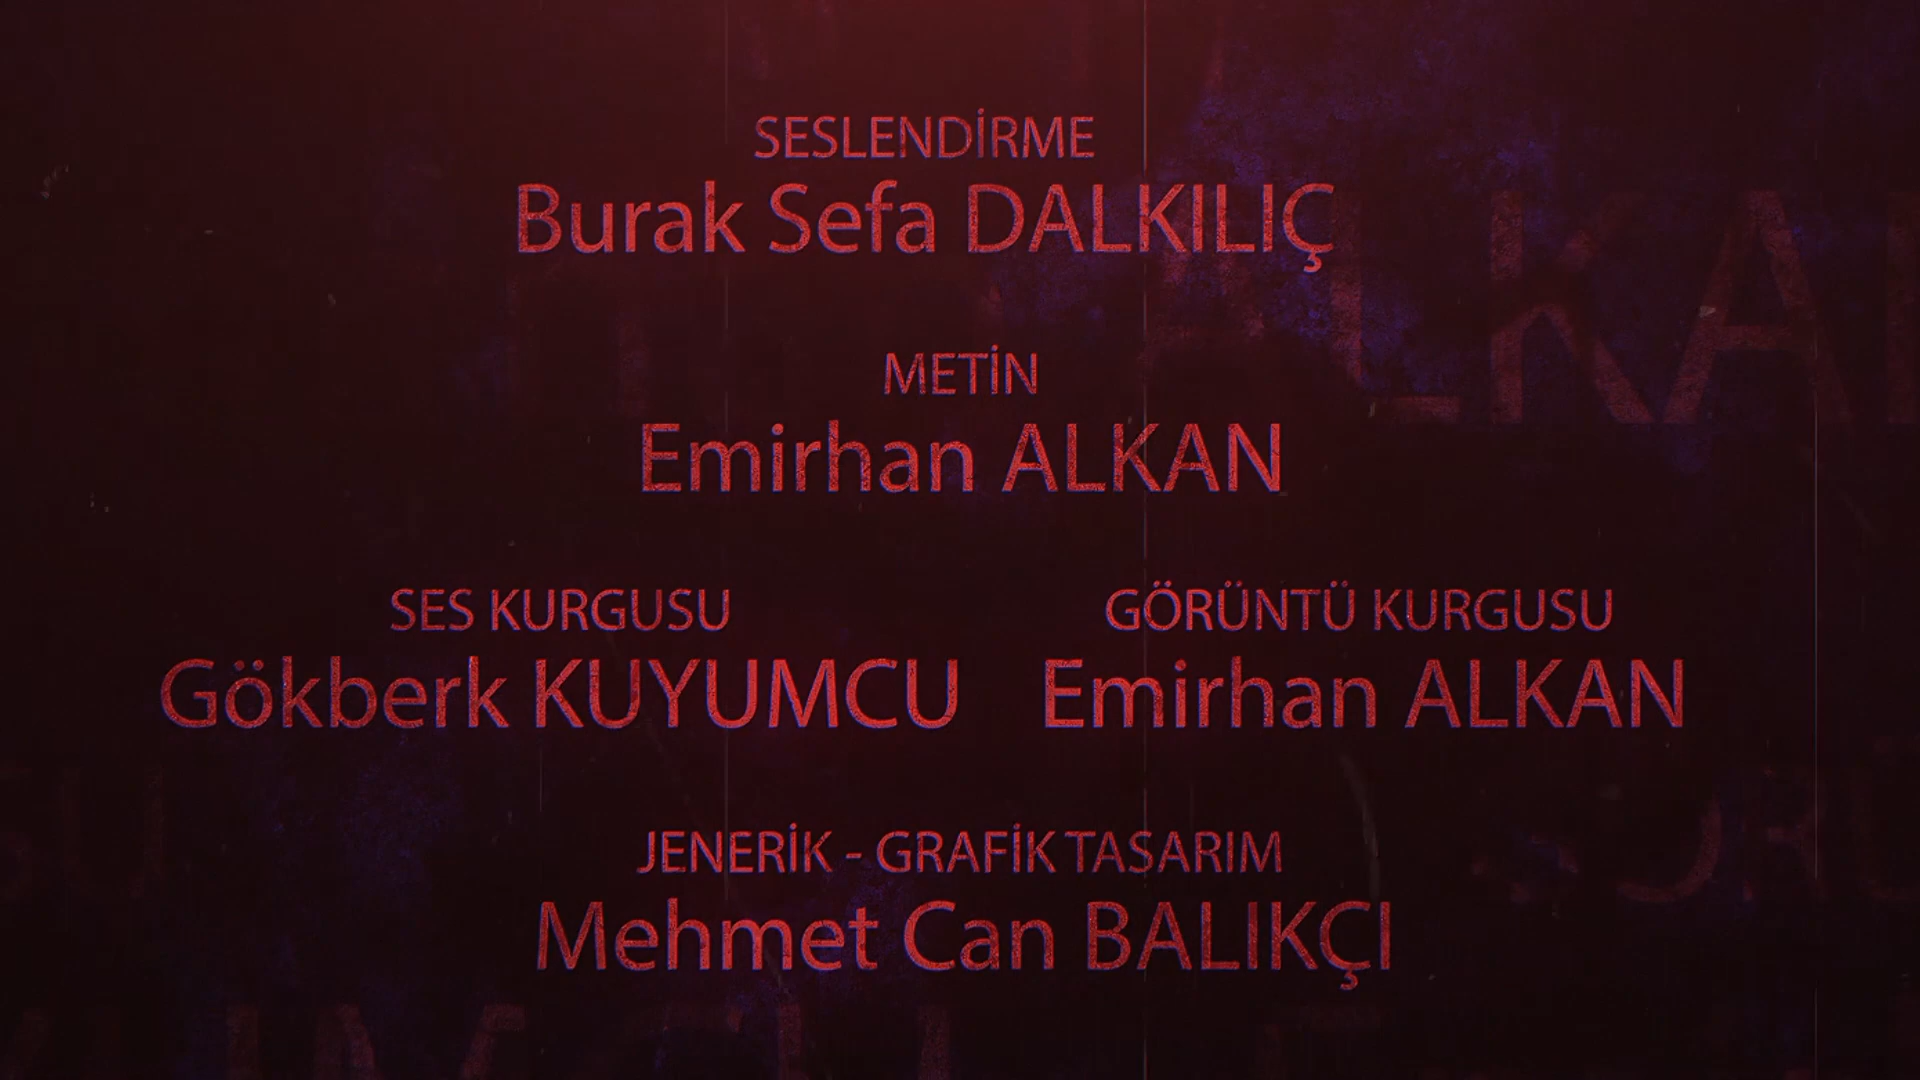 SESLENDİRME
Burak Sefa DALKILIÇ
METİN
Emirhan ALKAN
SES KURGUSU
Gökberk KUYUMCU
GÖRÜNTÜ KURGUSU
Emirhan ALKAN
JENERİK - GRAFİK TASARIM
Mehmet Can BALIKÇI